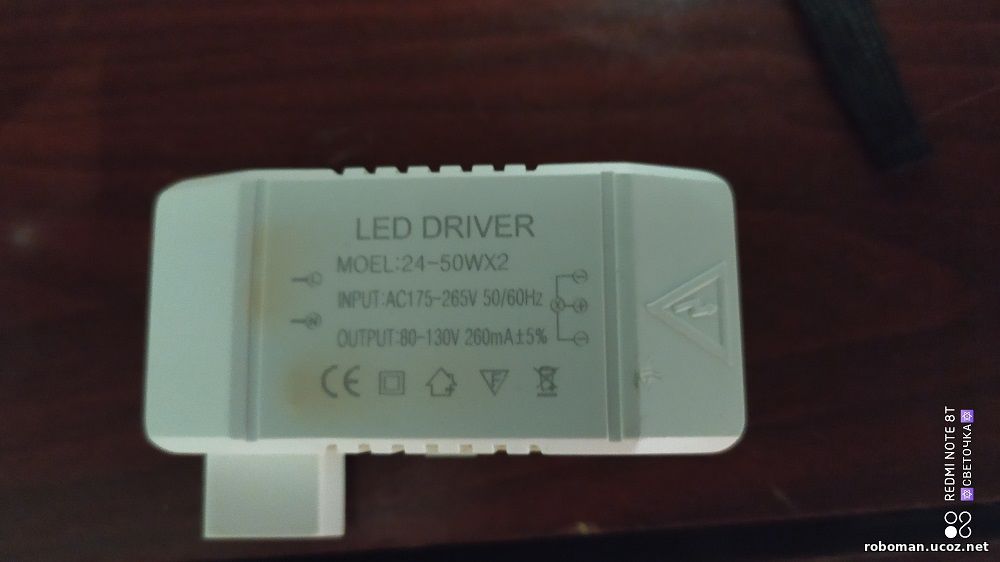 LED DRIVER
MOEL:24-50WX2
INPUT:AC175-265V 50/60Hz
OUTPUT:80-130V 260mA±5%
CE
F
REDMI NOTE 8T
СВЕТОЧКА
roboman.ucoz.net